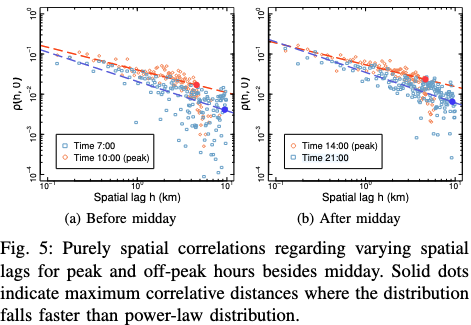 10⁰
10⁻¹
10⁻²
10⁻³
10⁻⁴
ρ(h, 0)
Time 7:00
Time 10:00 (peak)
10⁻¹
10⁰
10¹
Spatial lag h (km)
(a) Before midday
10⁰
10⁻¹
10⁻²
10⁻³
10⁻⁴
ρ(h, 0)
Time 14:00 (peak)
Time 21:00
10⁻¹
10⁰
10¹
Spatial lag h (km)
(b) After midday
Fig. 5: Purely spatial correlations regarding varying spatial
lags for peak and off-peak hours besides midday. Solid dots
indicate maximum correlative distances where the distribution
falls faster than power-law distribution.